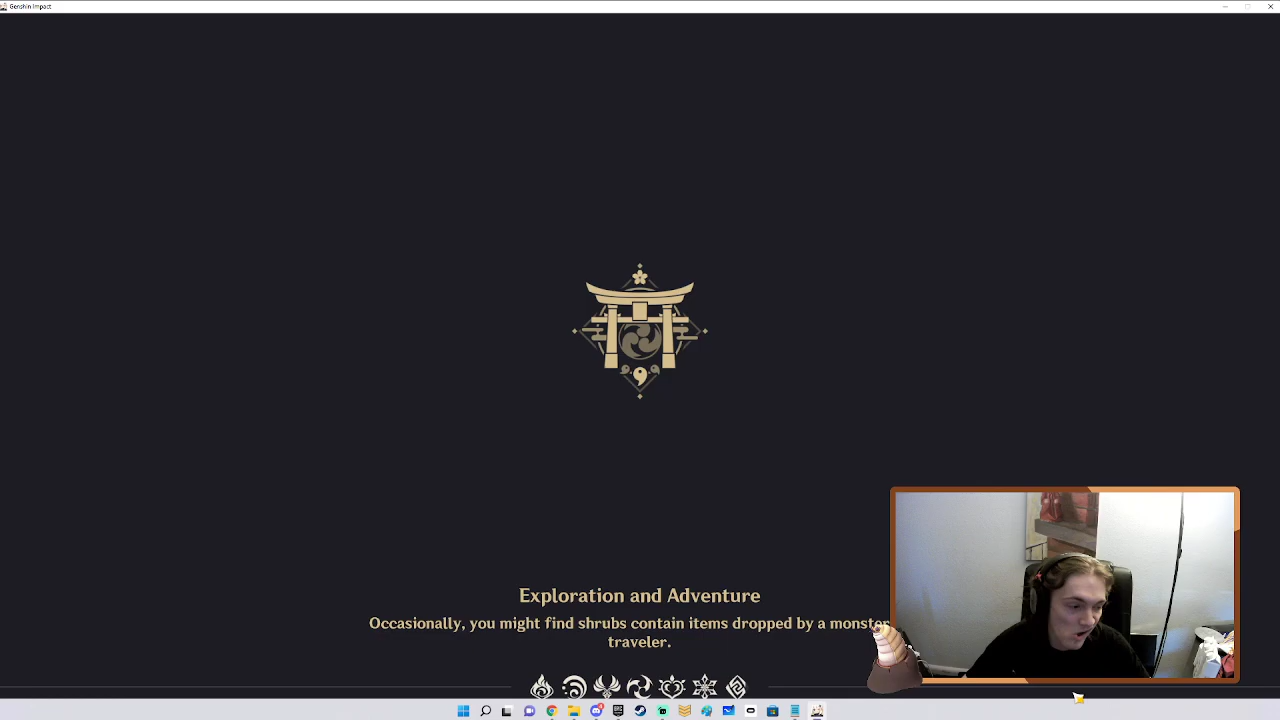 Genshin Impact
Exploration and Adventure
Occasionally, you might find shrubs contain items dropped by a monster
traveler.